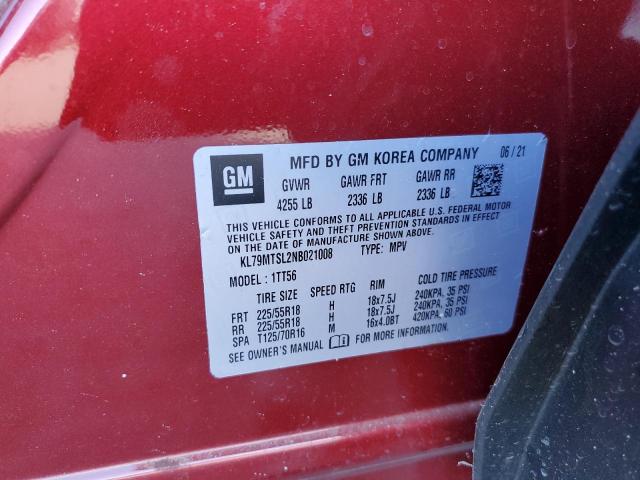 GM
MFD BY GM KOREA COMPANY 06/21
GVWR GAWR FRT GAWR RR
4255 LB 2336 LB 2336 LB
THIS VEHICLE CONFORMS TO ALL APPLICABLE U.S. FEDERAL MOTOR
VEHICLE SAFETY AND THEFT PREVENTION STANDARDS IN EFFECT ON
THE DATE OF MANUFACTURE SHOWN ABOVE.
KL79MTSL2NB021008 TYPE: MPV
MODEL: 1TT56
TIRE SIZE SPEED RTG RIM COLD TIRE PRESSURE
FRT 225/55R18 H 18x7.5J 240KPA, 35 PSI
RR 225/55R18 H 18x7.5J 240KPA, 35 PSI
SPA T125/70R16 M 16x4.0BT 420KPA, 60 PSI
SEE OWNER'S MANUAL FOR ADDITIONAL INFORMATION.